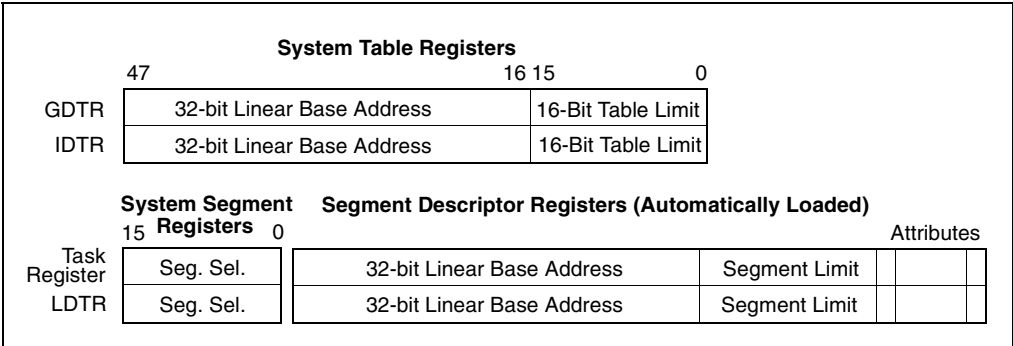 System Table Registers
47 16 15 0
GDTR 32-bit Linear Base Address 16-Bit Table Limit
IDTR 32-bit Linear Base Address 16-Bit Table Limit
System Segment Segment Descriptor Registers (Automatically Loaded)
15 Registers 0 Attributes
Task
Register Seg. Sel. 32-bit Linear Base Address Segment Limit
LDTR Seg. Sel. 32-bit Linear Base Address Segment Limit